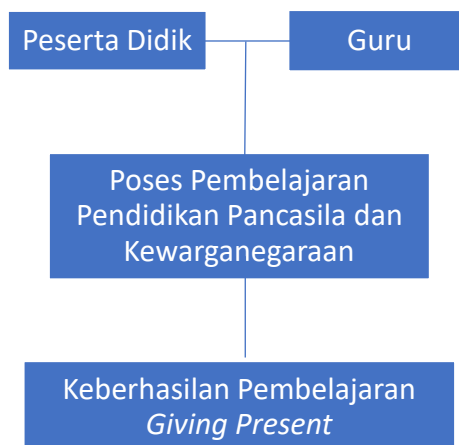 Peserta Didik
Guru
Poses Pembelajaran
Pendidikan Pancasila dan
Kewarganegaraan
Keberhasilan Pembelajaran
Giving Present